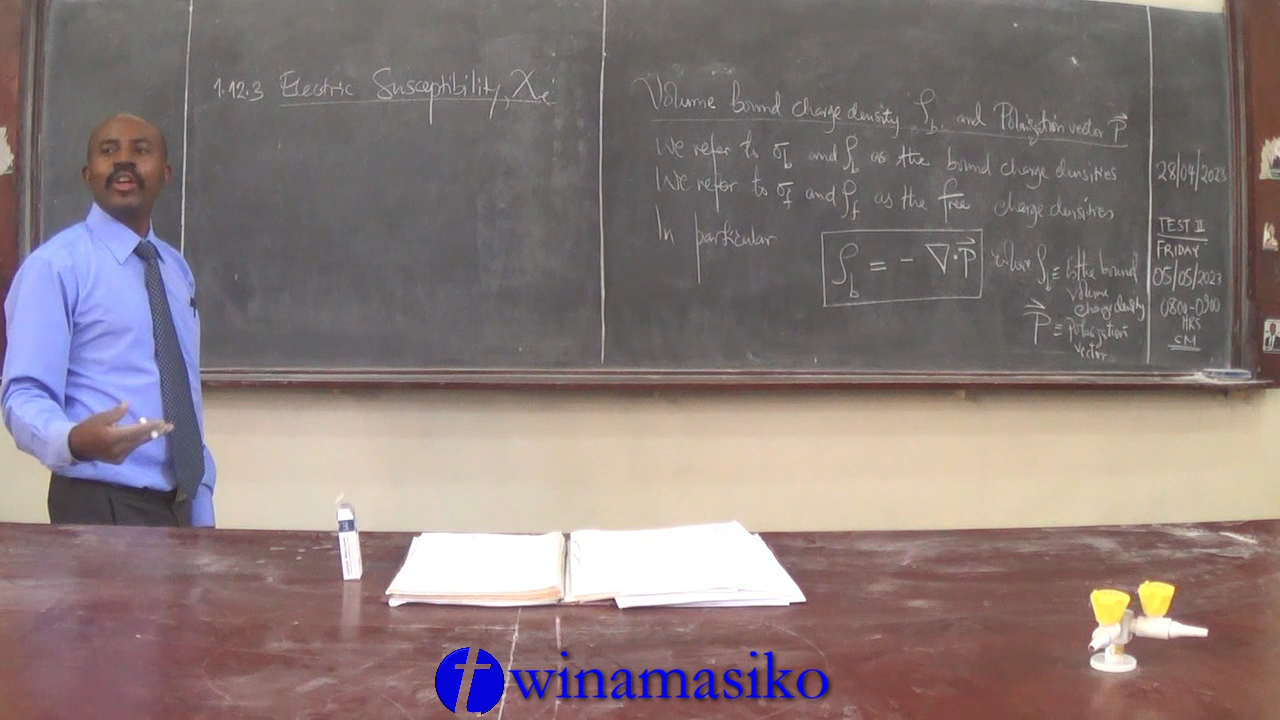 1.12.3 Electric Susceptibility, χe
Volume bound charge density ρb and Polarization vector P⃗
We refer to σb and ρb as the bound charge densities
We refer to σf and ρf as the free charge densities
In particular
ρb = - ∇·P⃗
where ρb ≡ is the bound
volume
charge density
P⃗ ≡ polarization
vector
28/04/2023
TEST II
FRIDAY
05/05/2023
0800-0900
HRS
CM
twinamasiko